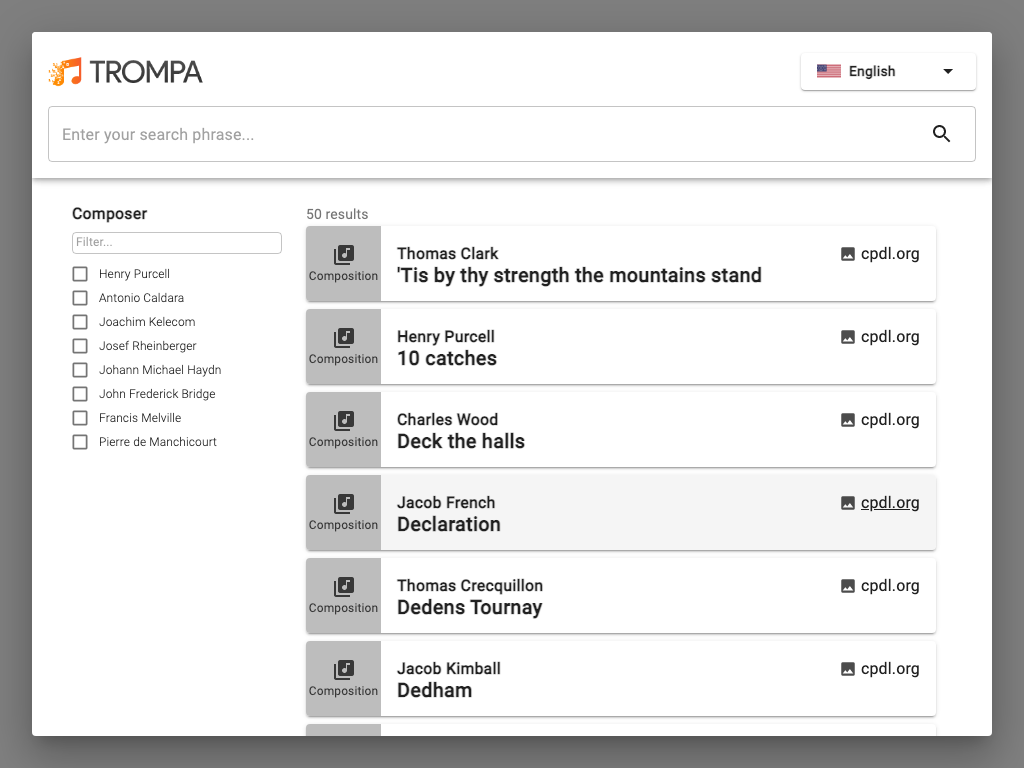 TROMPA
English
Enter your search phrase...
Composer
Filter...
Henry Purcell
Antonio Caldara
Joachim Kelecom
Josef Rheinberger
Johann Michael Haydn
John Frederick Bridge
Francis Melville
Pierre de Manchicourt
50 results
Composition
Thomas Clark
'Tis by thy strength the mountains stand
cpdl.org
Composition
Henry Purcell
10 catches
cpdl.org
Composition
Charles Wood
Deck the halls
cpdl.org
Composition
Jacob French
Declaration
cpdl.org
Composition
Thomas Crecquillon
Dedens Tournay
cpdl.org
Composition
Jacob Kimball
Dedham
cpdl.org